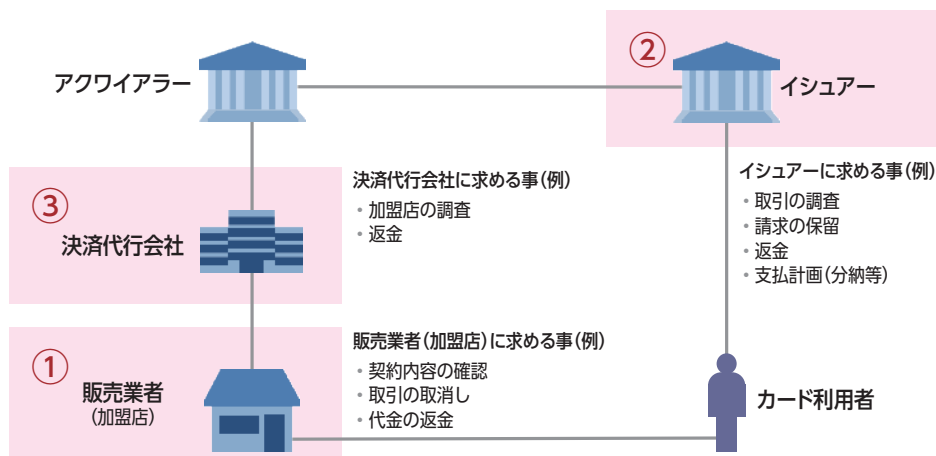 アクワイアラー
②
イシュアー
イシュアーに求める事(例)
・取引の調査
・請求の保留
・返金
・支払計画(分納等)
決済代行会社に求める事(例)
・加盟店の調査
・返金
③
決済代行会社
販売業者(加盟店)に求める事(例)
・契約内容の確認
・取引の取消し
・代金の返金
①
販売業者
(加盟店)
カード利用者